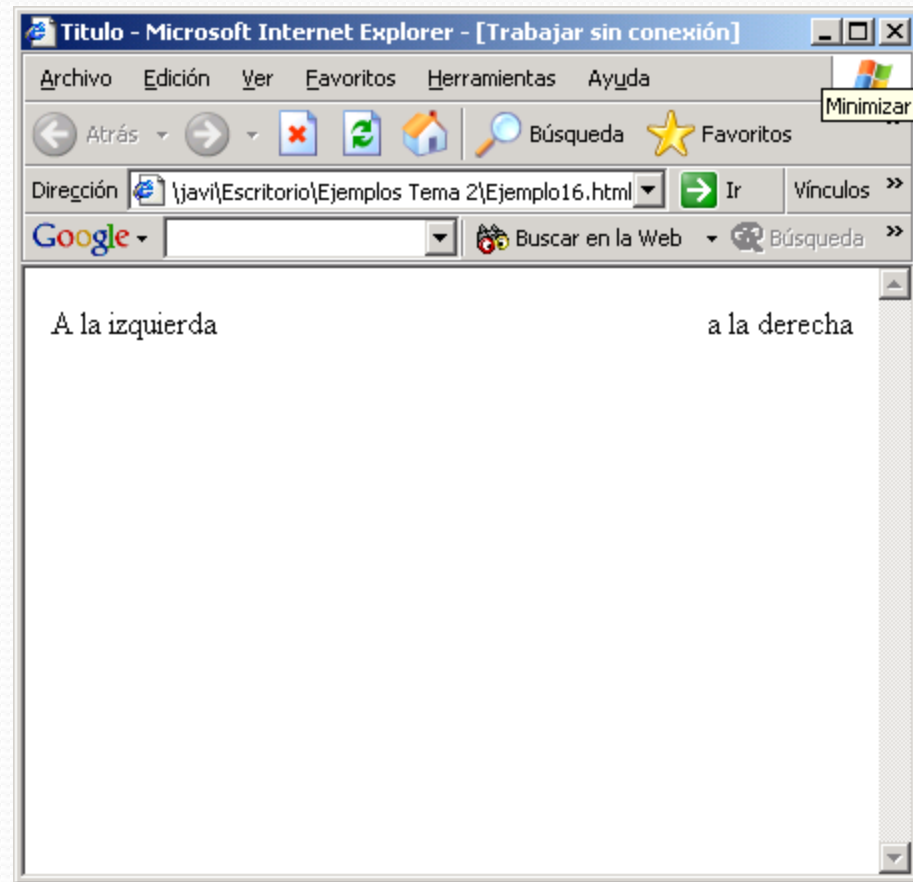 Titulo - Microsoft Internet Explorer - [Trabajar sin conexión]
Archivo Edición Ver Favoritos Herramientas Ayuda
Minimizar
Atrás Búsqueda Favoritos »
Dirección \javi\Escritorio\Ejemplos Tema 2\Ejemplo16.html Ir Vínculos »
Google Buscar en la Web Búsqueda »
A la izquierda a la derecha